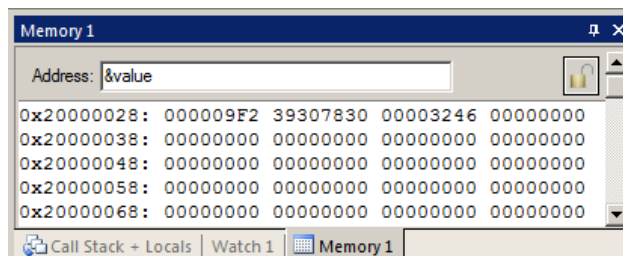 Memory 1
Address: &value
0x20000028: 000009F2 39307830 00003246 00000000
0x20000038: 00000000 00000000 00000000 00000000
0x20000048: 00000000 00000000 00000000 00000000
0x20000058: 00000000 00000000 00000000 00000000
0x20000068: 00000000 00000000 00000000 00000000
Call Stack + Locals | Watch 1 | Memory 1